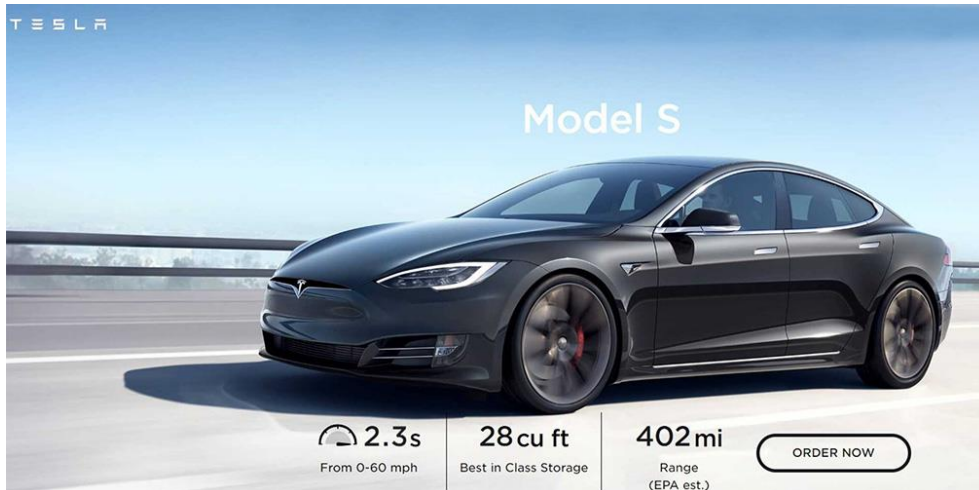 TESLA
Model S
2.3s
From 0-60 mph
28 cu ft
Best in Class Storage
402 mi
Range
(EPA est.)
ORDER NOW